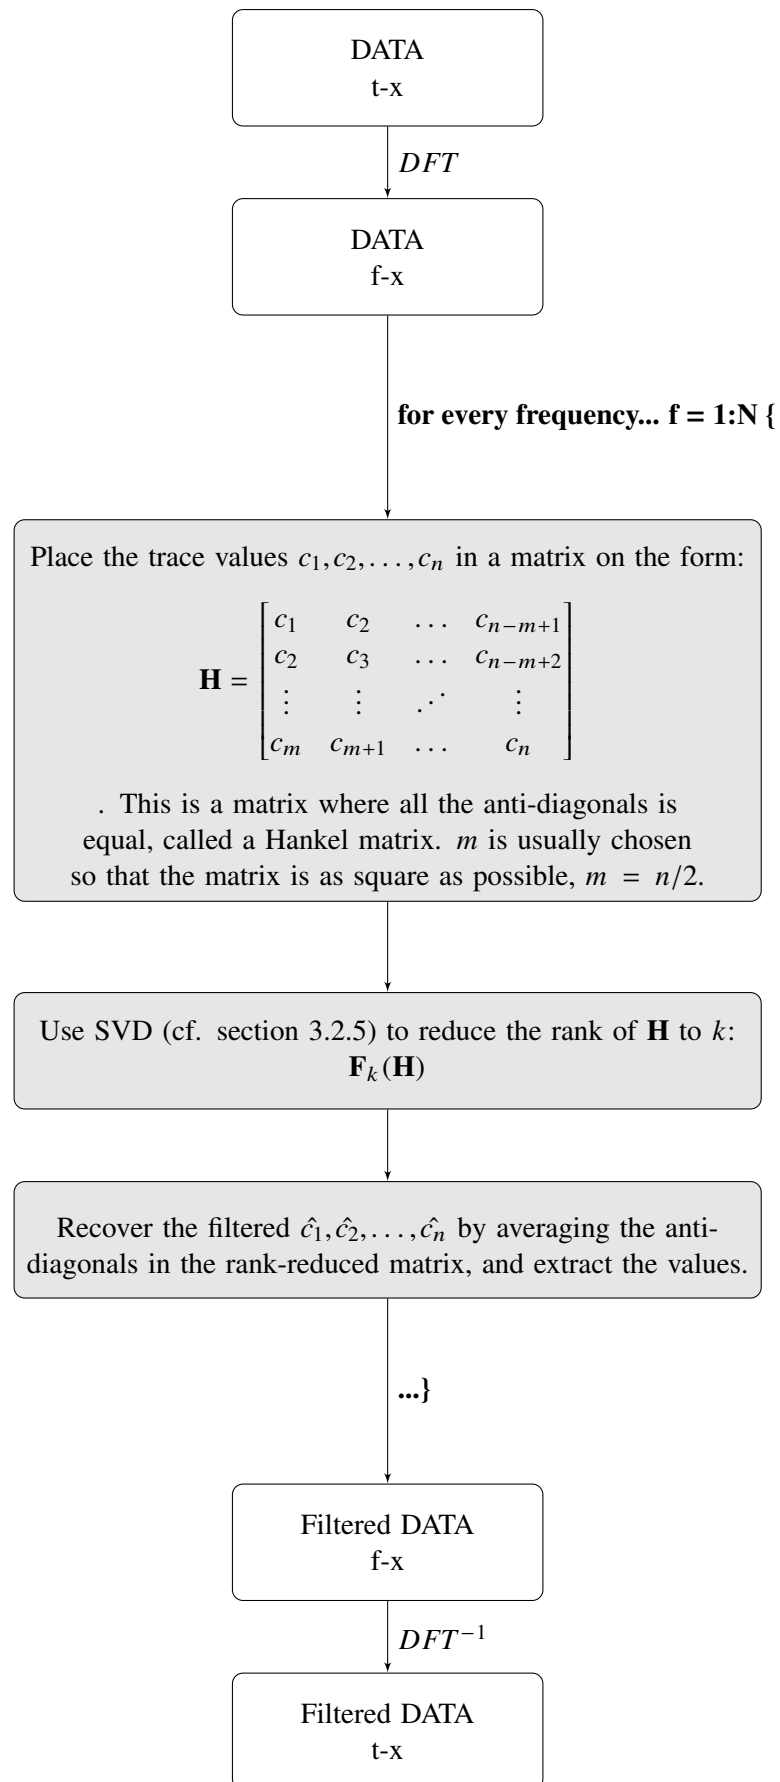 DATA
t-x
DFT
DATA
f-x
for every frequency... f = 1:N {
Place the trace values c₁,c₂,...,cₙ in a matrix on the form:
c₁ c₂ … cₙ₋ₘ₊₁
c₂ c₃ … cₙ₋ₘ₊₂
H =
⋮ ⋮ ⋰ ⋮
cₘ cₘ₊₁ … cₙ
. This is a matrix where all the anti-diagonals is
equal, called a Hankel matrix. m is usually chosen
so that the matrix is as square as possible, m = n/2.
Use SVD (cf. section 3.2.5) to reduce the rank of H to k:
Fₖ(H)
Recover the filtered ĉ₁,ĉ₂,...,ĉₙ by averaging the anti-
diagonals in the rank-reduced matrix, and extract the values.
...}
Filtered DATA
f-x
DFT⁻¹
Filtered DATA
t-x